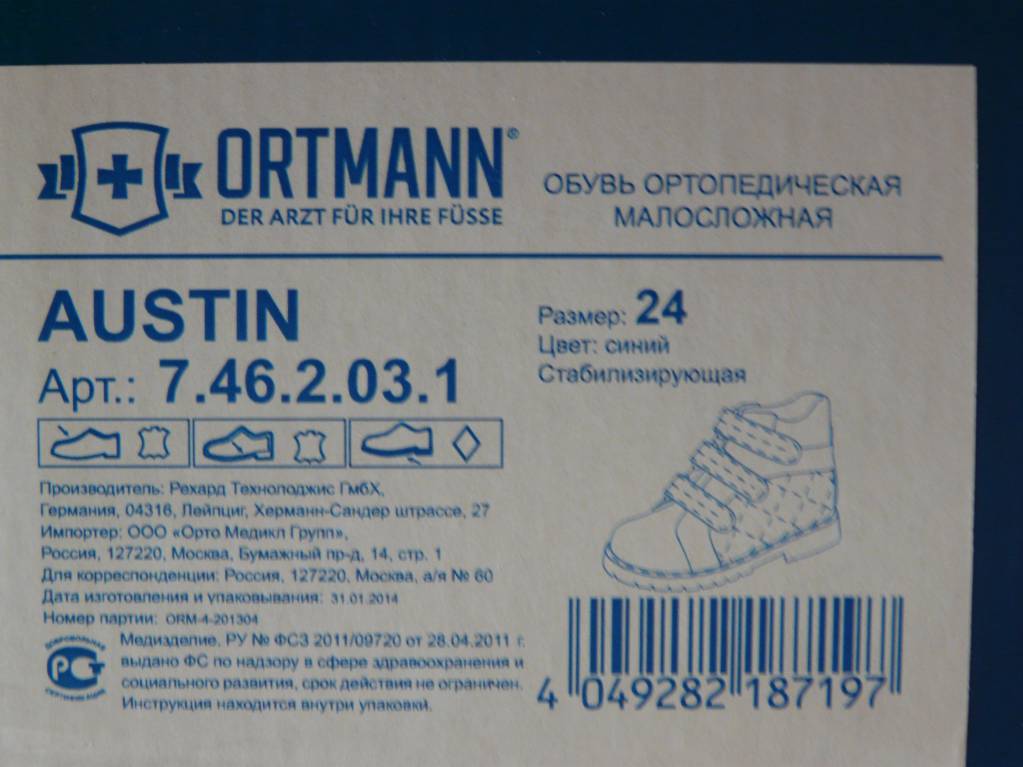 ORTMANN®
DER ARZT FÜR IHRE FÜSSE
ОБУВЬ ОРТОПЕДИЧЕСКАЯ
МАЛОСЛОЖНАЯ
AUSTIN
Арт.: 7.46.2.03.1
Размер: 24
Цвет: синий
Стабилизирующая
Производитель: Рехард Технолоджис ГмбХ,
Германия, 04316, Лейпциг, Херманн-Сандер штрассе, 27
Импортер: ООО «Орто Медикл Групп»,
Россия, 127220, Москва, Бумажный пр-д, 14, стр. 1
Для корреспонденции: Россия, 127220, Москва, а/я № 60
Дата изготовления и упаковывания: 31.01.2014
Номер партии: ORM-4-201304
ДОБРОВОЛЬНАЯ
РСТ
СЕРТИФИКАЦИЯ
Медизделие. РУ № ФСЗ 2011/09720 от 28.04.2011 г.
выдано ФС по надзору в сфере здравоохранения и
социального развития, срок действия не ограничен.
Инструкция находится внутри упаковки.
4 049282 187197